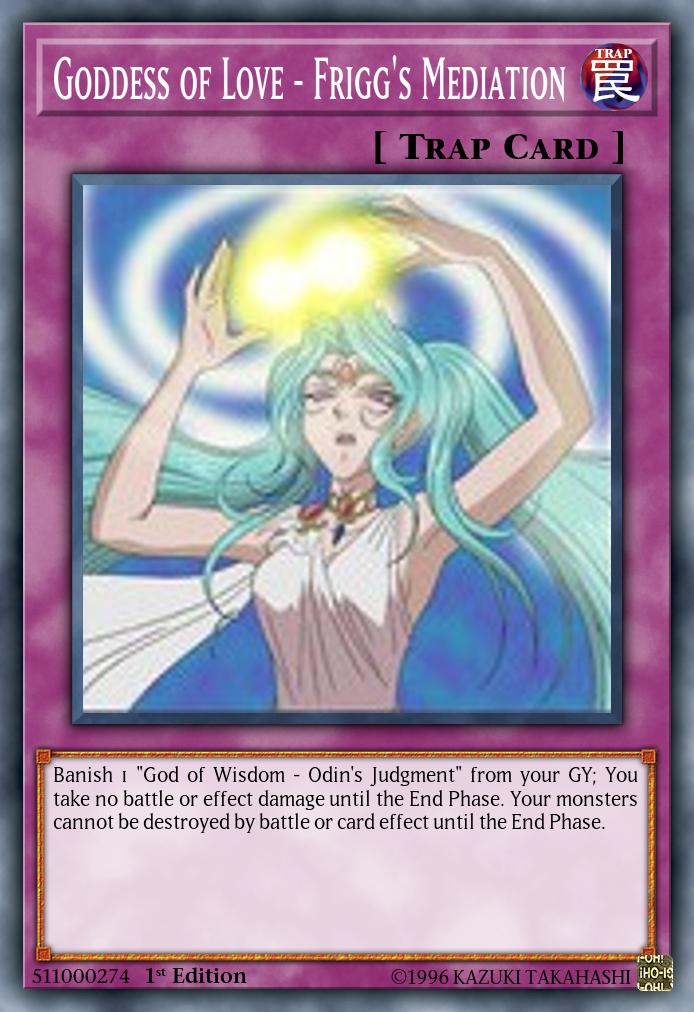 Goddess of Love - Frigg's Mediation
TRAP
罠
[ Trap Card ]
Banish 1 "God of Wisdom - Odin's Judgment" from your GY; You
take no battle or effect damage until the End Phase. Your monsters
cannot be destroyed by battle or card effect until the End Phase.
511000274 1st Edition ©1996 KAZUKI TAKAHASHI